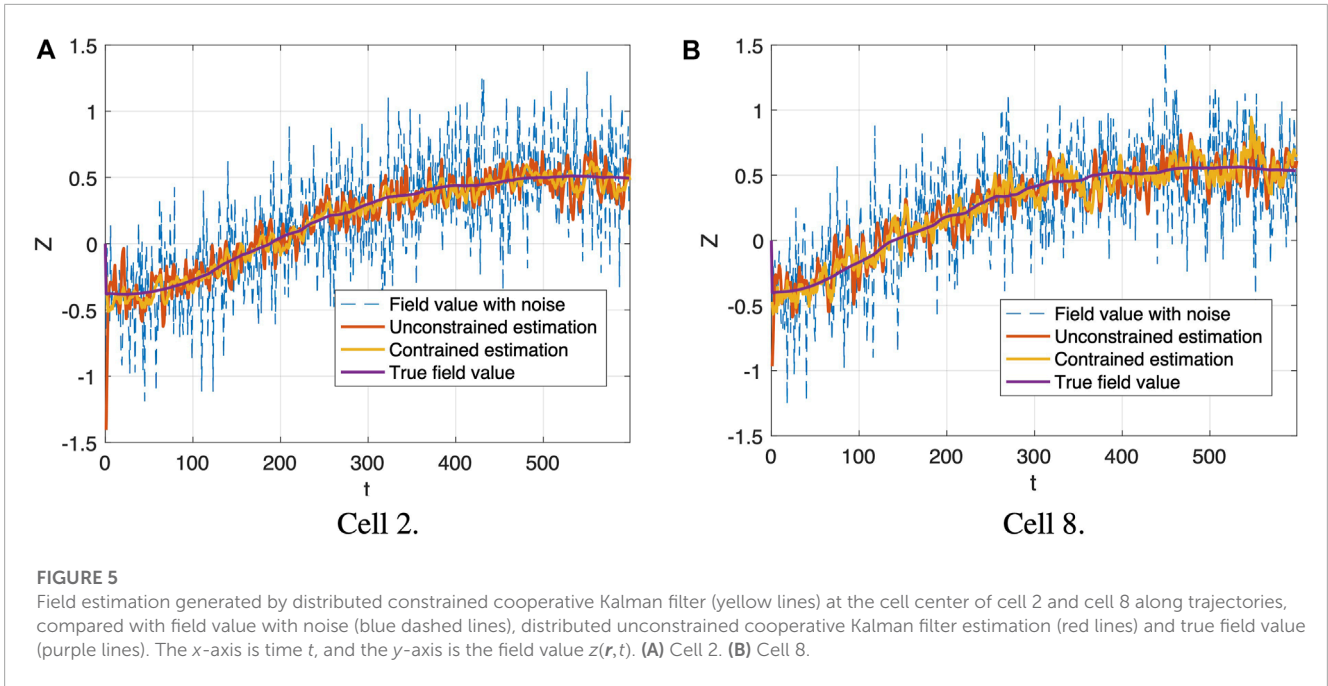 A
1.5
1
0.5
0
-0.5
-1
-1.5
Z
0 100 200 300 400 500
t
Field value with noise
Unconstrained estimation
Contrained estimation
True field value
Cell 2.
B
1.5
1
0.5
0
-0.5
-1
-1.5
Z
0 100 200 300 400 500
t
Field value with noise
Unconstrained estimation
Contrained estimation
True field value
Cell 8.
FIGURE 5
Field estimation generated by distributed constrained cooperative Kalman filter (yellow lines) at the cell center of cell 2 and cell 8 along trajectories,
compared with field value with noise (blue dashed lines), distributed unconstrained cooperative Kalman filter estimation (red lines) and true field value
(purple lines). The x-axis is time t, and the y-axis is the field value z(r,t). (A) Cell 2. (B) Cell 8.